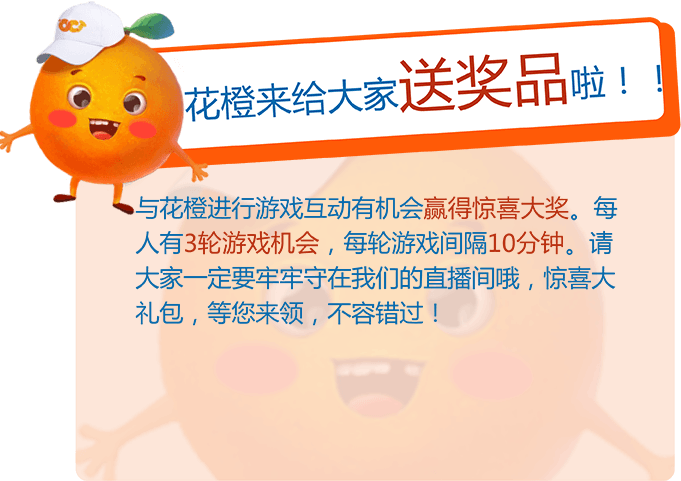 花橙来给大家送奖品啦！！
与花橙进行游戏互动有机会赢得惊喜大奖。每
人有3轮游戏机会，每轮游戏间隔10分钟。请
大家一定要牢牢守在我们的直播间哦，惊喜大
礼包，等您来领，不容错过！